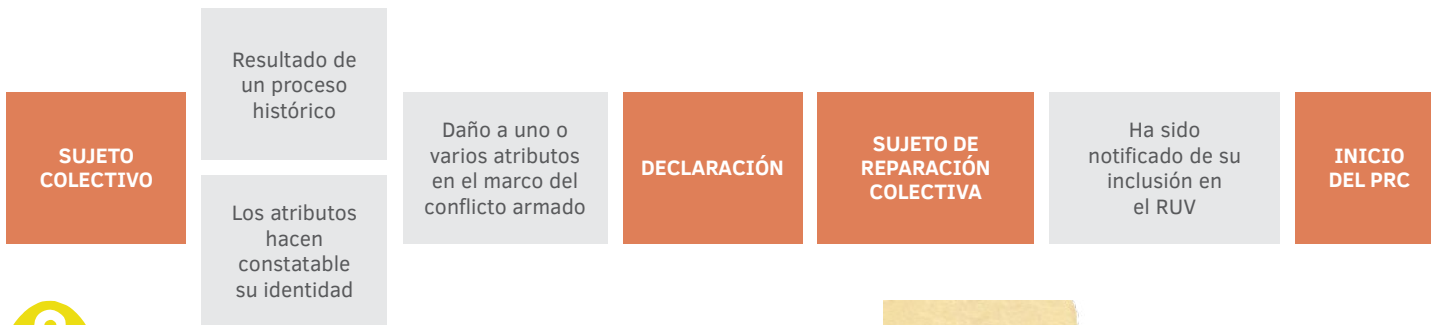 SUJETO
COLECTIVO
Resultado de
un proceso
histórico
Los atributos
hacen
constatable
su identidad
Daño a uno o
varios atributos
en el marco del
conflicto armado
DECLARACIÓN
SUJETO DE
REPARACIÓN
COLECTIVA
Ha sido
notificado de su
inclusión en
el RUV
INICIO
DEL PRC